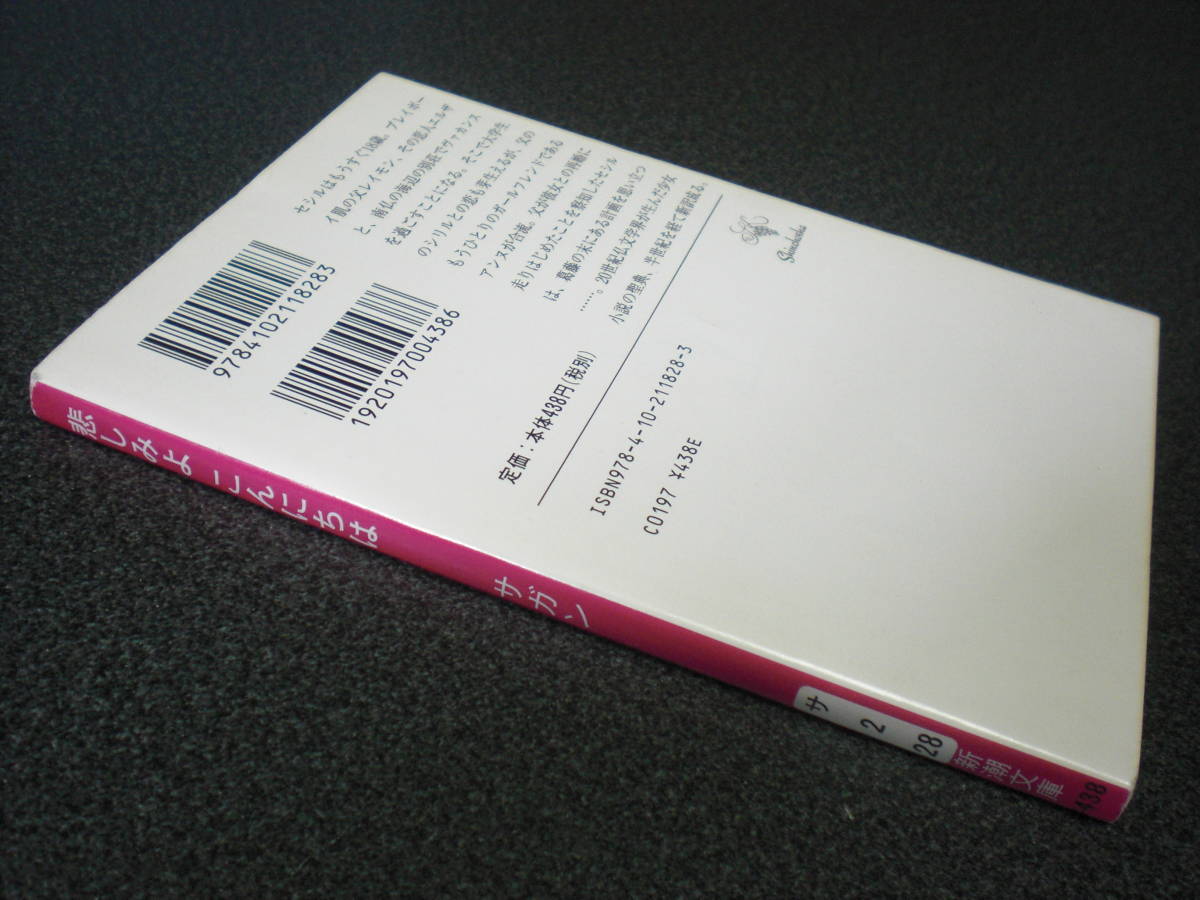 セシルはもうすぐ18歳。プレイボー
イ肌の父レイモン、その恋人エルザ
と、南仏の海辺の別荘でヴァカンス
を過ごすことになる。そこで大学生
のシリルとの恋も芽生えるが、父の
もうひとりのガールフレンドである
アンヌが合流。父が彼女との再婚に
走りはじめたことを察知したセシル
は、葛藤の末にある計画を思い立つ
……。20世紀仏文学界が生んだ少女
小説の聖典、半世紀を経て新訳成る。
Shinchobunko
9784102118283
1920197004386
定価：本体438円(税別)
ISBN978-4-10-211828-3
C0197 ¥438E
悲しみよ こんにちは
サガン
サ
2
28
新潮文庫
438